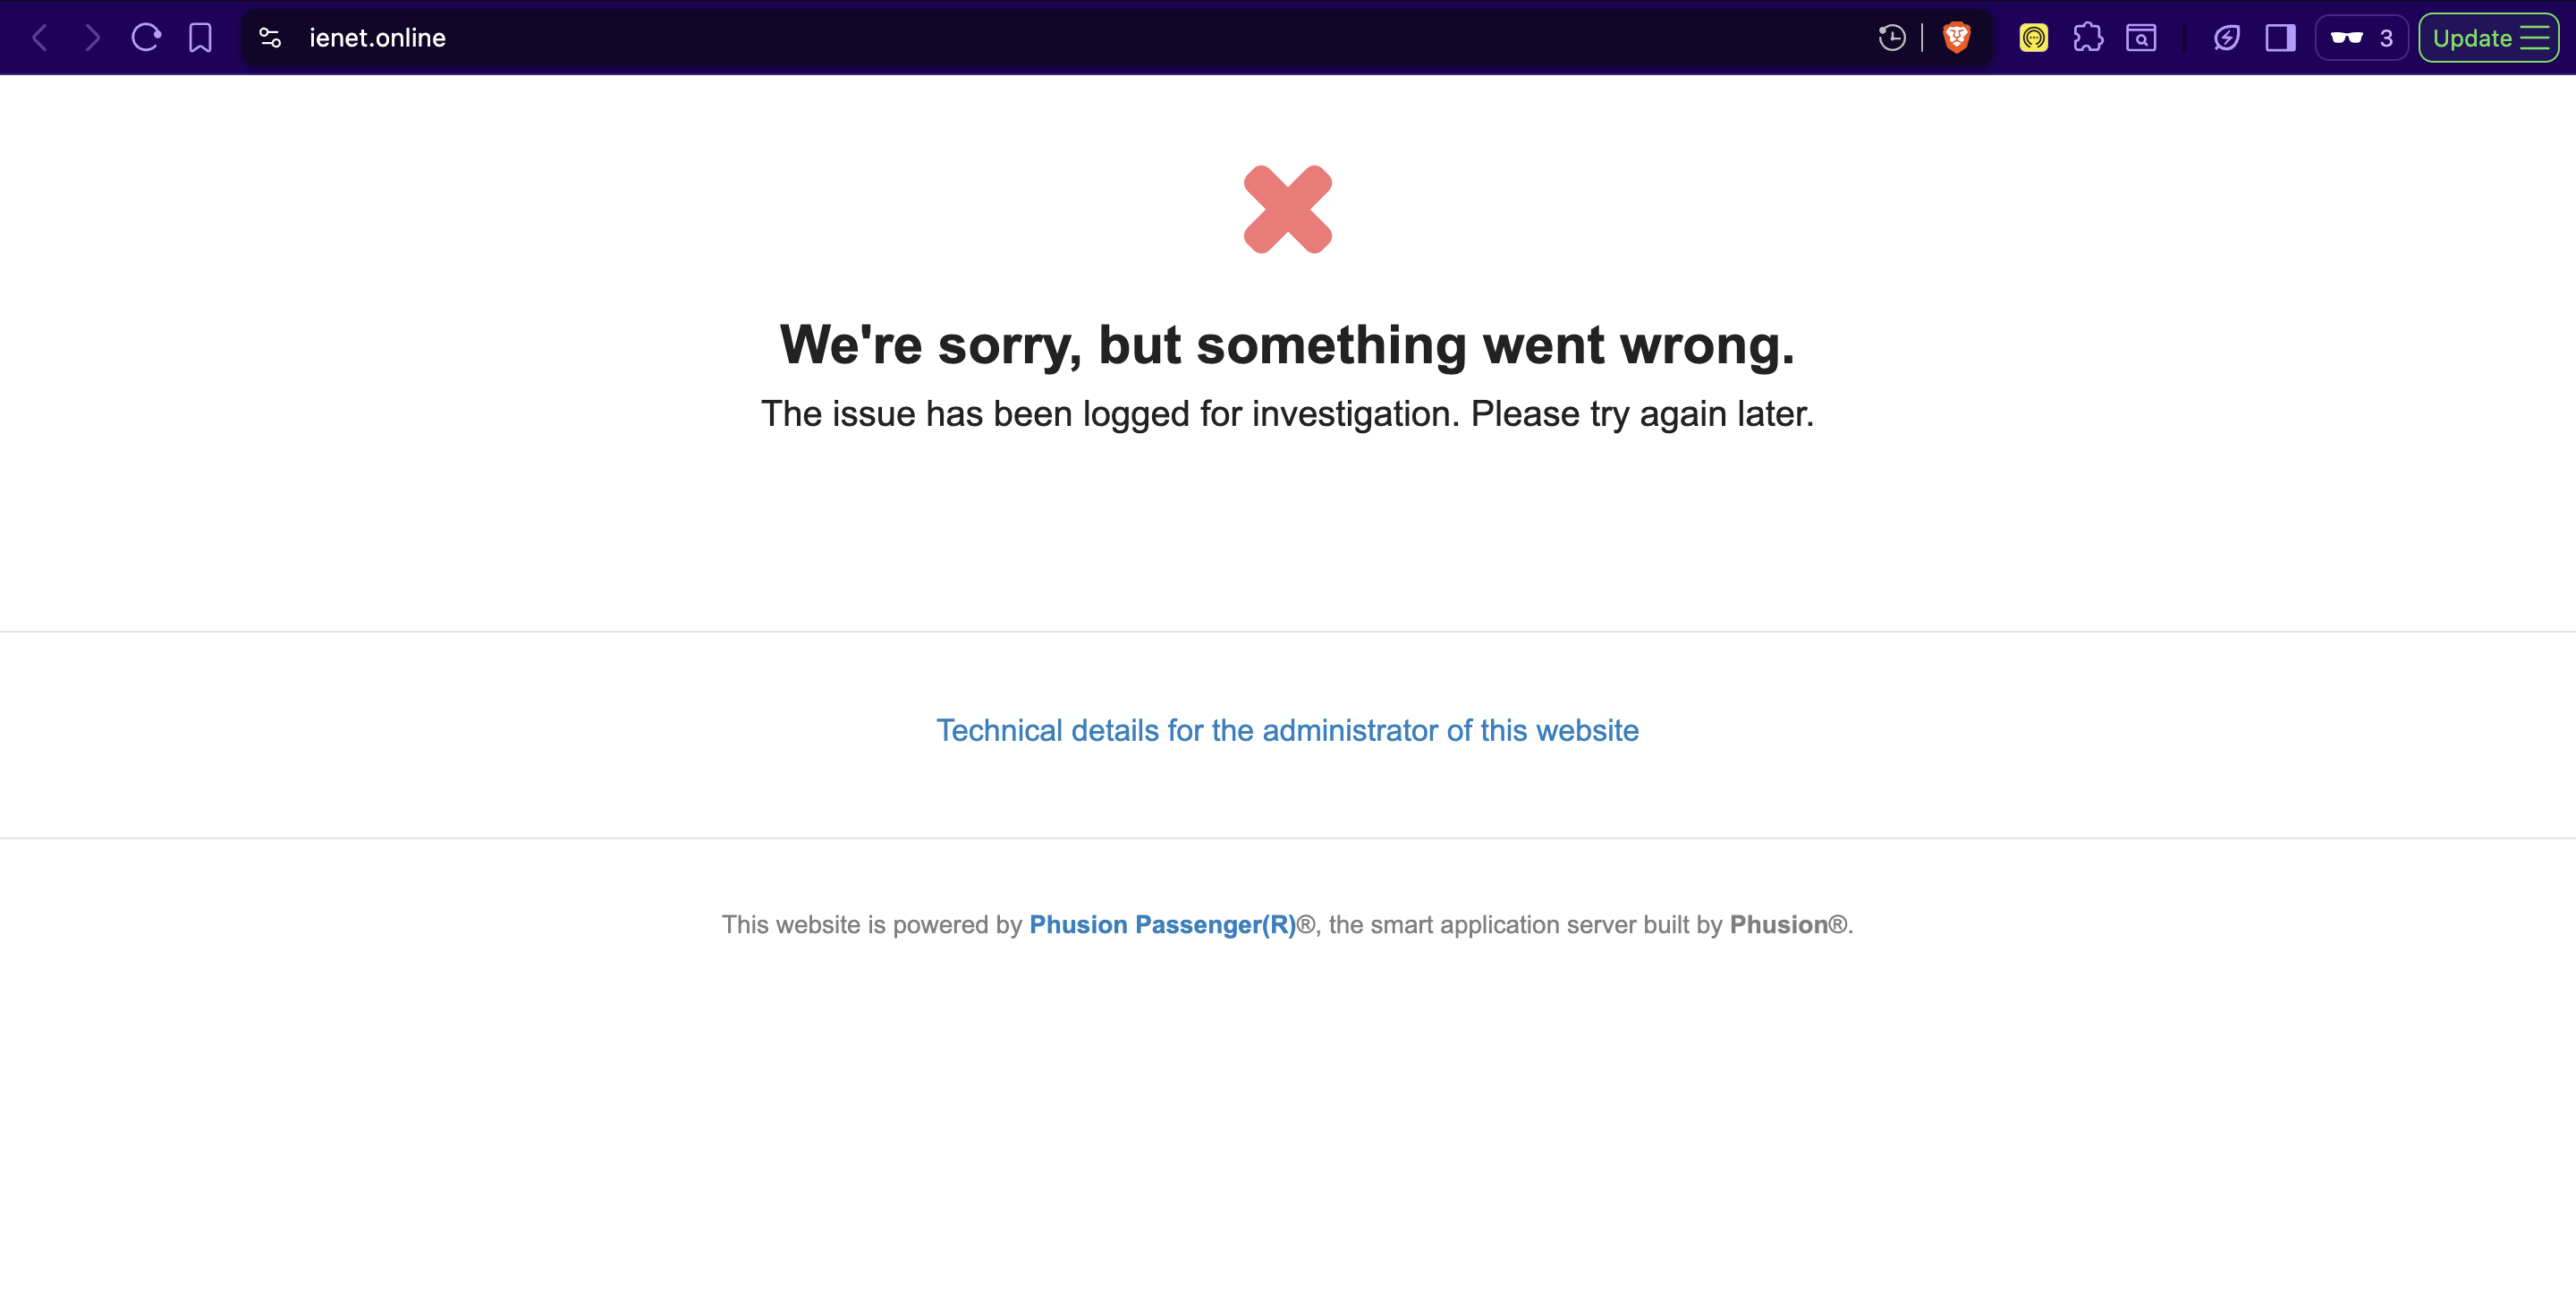 ienet.online
3
Update
We're sorry, but something went wrong.
The issue has been logged for investigation. Please try again later.
Technical details for the administrator of this website
This website is powered by Phusion Passenger(R)®, the smart application server built by Phusion®.